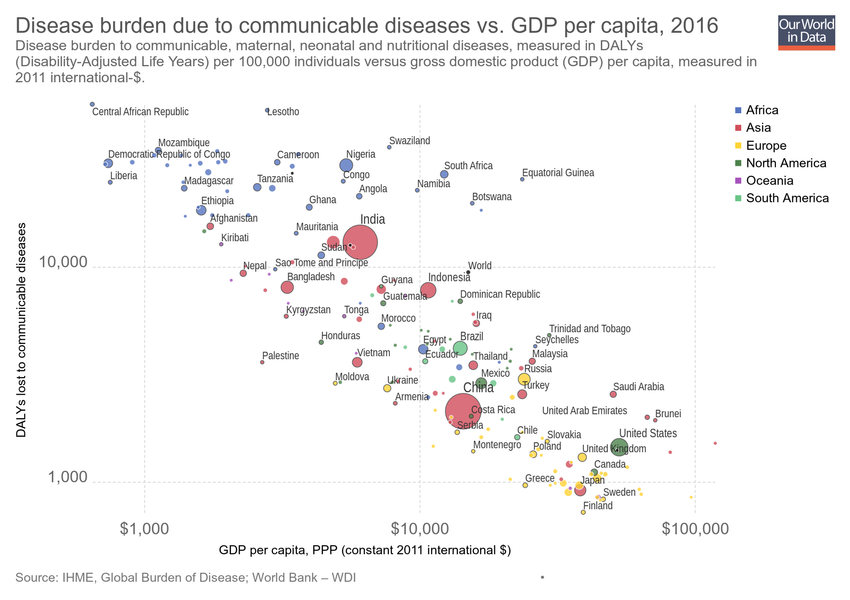 Disease burden due to communicable diseases vs. GDP per capita, 2016
Our World
in Data
Disease burden to communicable, maternal, neonatal and nutritional diseases, measured in DALYs
(Disability-Adjusted Life Years) per 100,000 individuals versus gross domestic product (GDP) per capita, measured in
2011 international-$.
Africa
Asia
Europe
North America
Oceania
South America
DALYs lost to communicable diseases
10,000
1,000
Central African Republic
Lesotho
Mozambique
Swaziland
Democratic Republic of Congo
Cameroon
Nigeria
South Africa
Equatorial Guinea
Liberia
Madagascar
Tanzania
Congo
Angola
Namibia
Botswana
Ethiopia
Ghana
Afghanistan
India
Mauritania
Kiribati
Sudan
Nepal
Sao Tome and Principe
World
Bangladesh
Guyana
Indonesia
Kyrgyzstan
Tonga
Guatemala
Dominican Republic
Morocco
Iraq
Honduras
Egypt
Brazil
Trinidad and Tobago
Seychelles
Palestine
Vietnam
Ecuador
Thailand
Malaysia
Moldova
Ukraine
Mexico
Russia
Armenia
China
Turkey
Saudi Arabia
Costa Rica
United Arab Emirates
Brunei
Serbia
Chile
Slovakia
United States
Montenegro
Poland
United Kingdom
Canada
Greece
Japan
Sweden
Finland
$1,000
$10,000
$100,000
GDP per capita, PPP (constant 2011 international $)
Source: IHME, Global Burden of Disease; World Bank – WDI